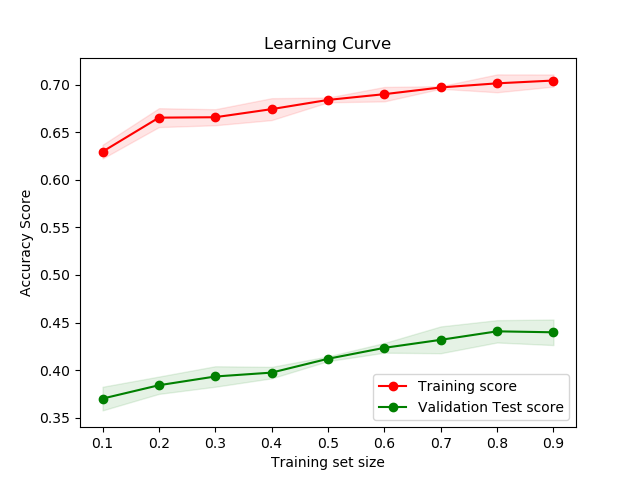 Learning Curve
Accuracy Score
0.70
0.65
0.60
0.55
0.50
0.45
0.40
0.35
Training score
Validation Test score
0.1 0.2 0.3 0.4 0.5 0.6 0.7 0.8 0.9
Training set size